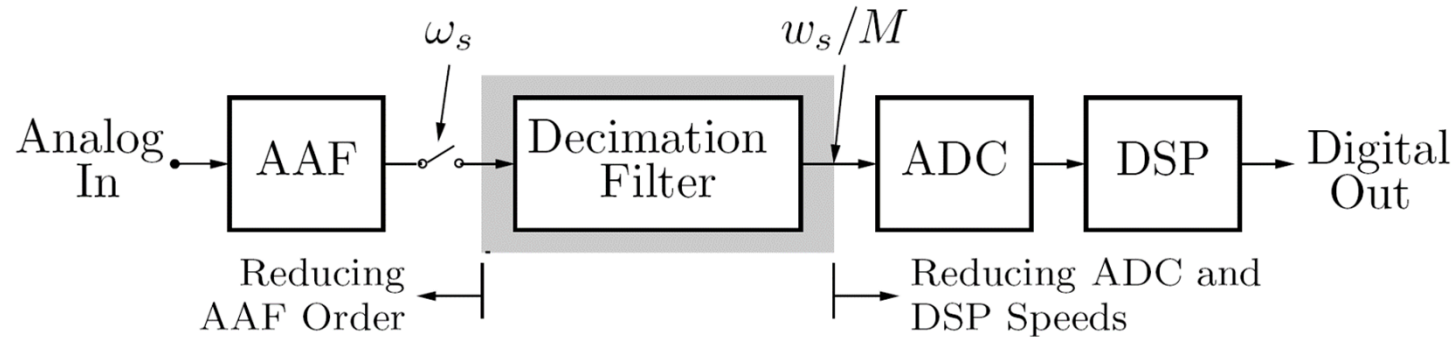 ω_s
w_s/M
Analog
In
AAF
Decimation
Filter
ADC
DSP
Digital
Out
Reducing
AAF Order
Reducing ADC and
DSP Speeds